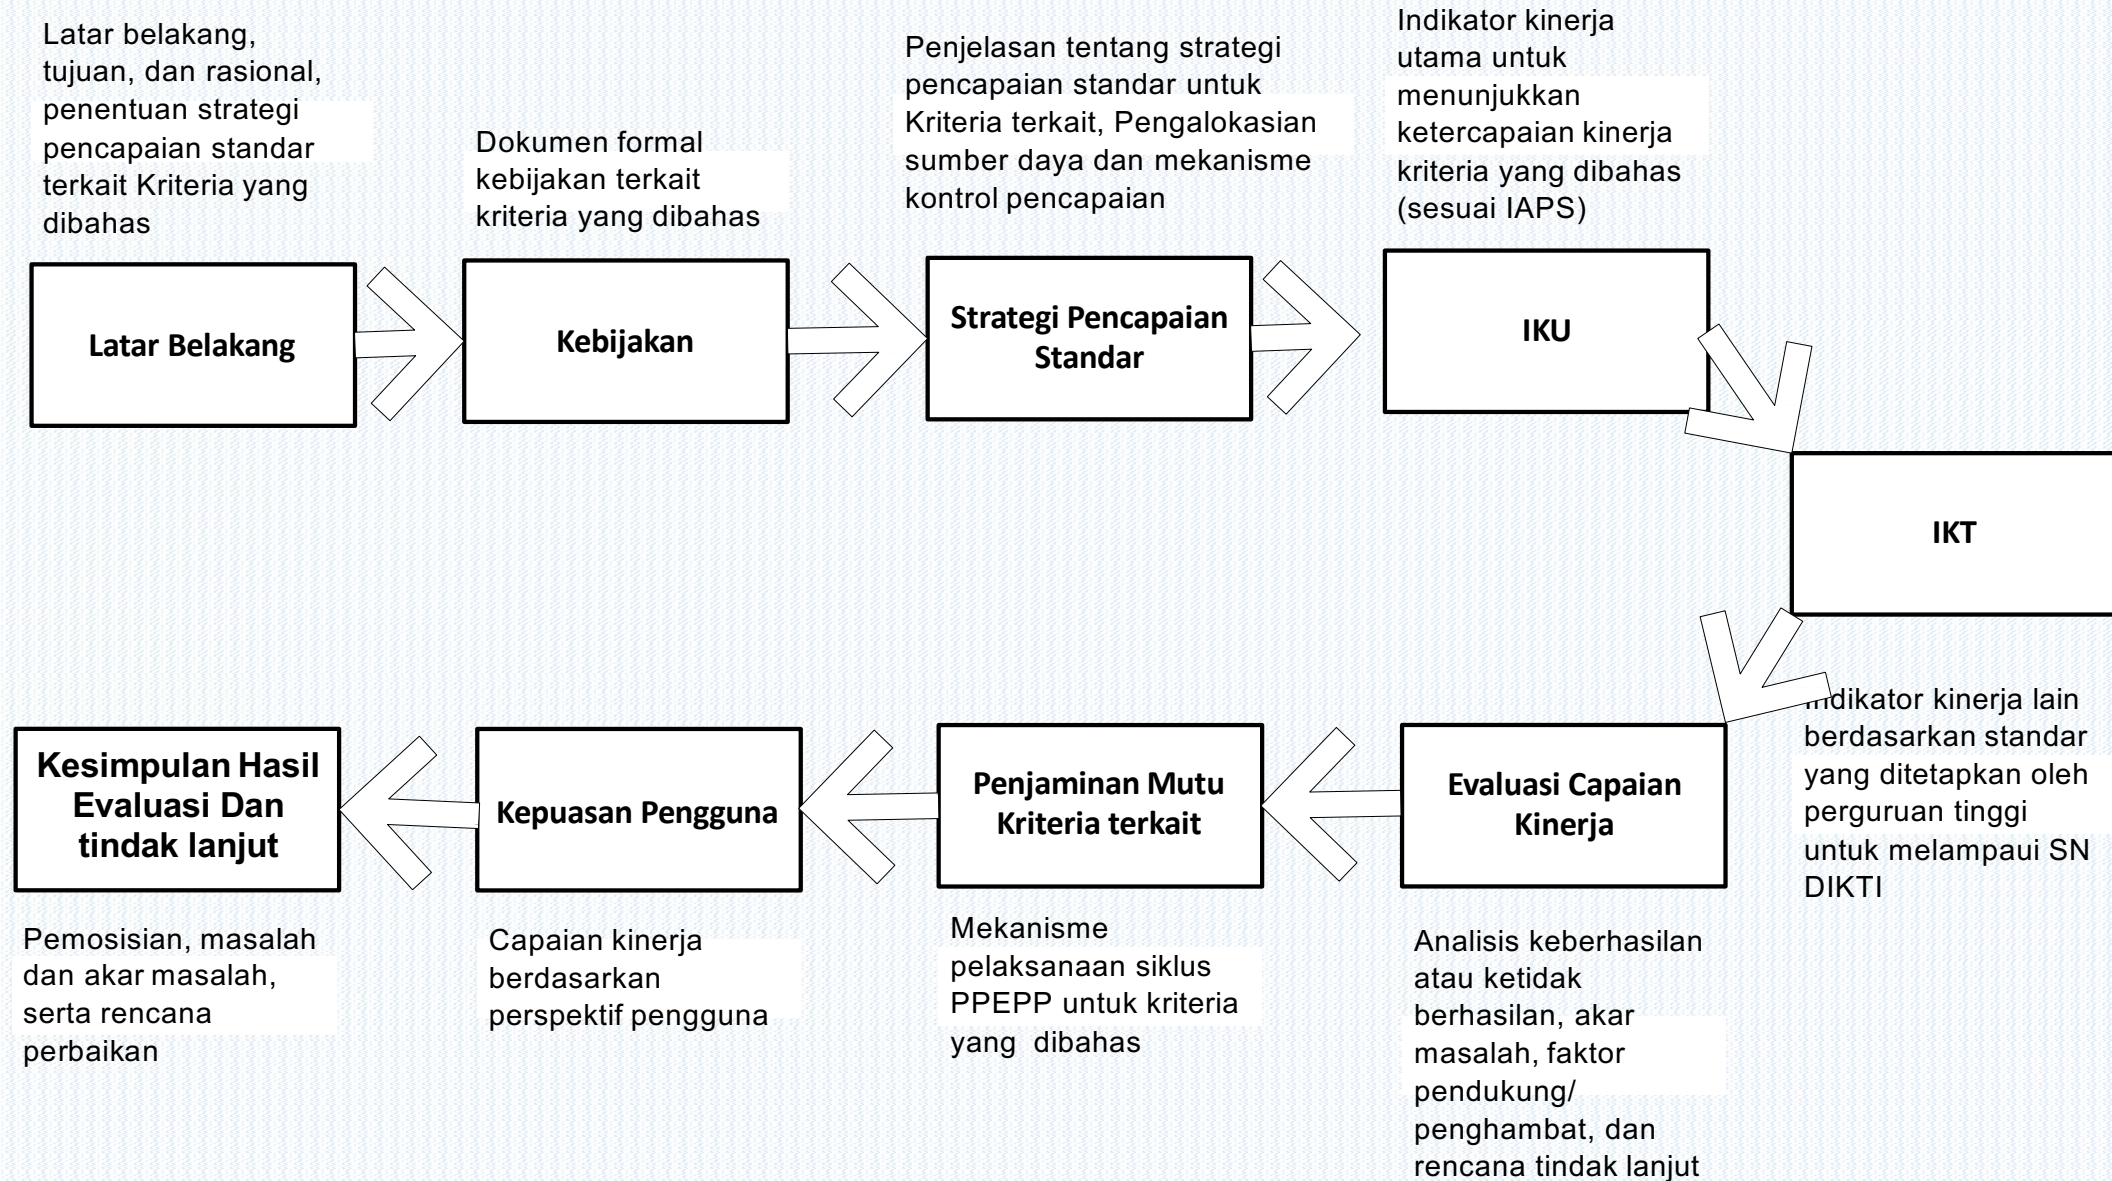 Latar belakang,
tujuan, dan rasional,
penentuan strategi
pencapaian standar
terkait Kriteria yang
dibahas
Dokumen formal
kebijakan terkait
kriteria yang dibahas
Penjelasan tentang strategi
pencapaian standar untuk
Kriteria terkait, Pengalokasian
sumber daya dan mekanisme
kontrol pencapaian
Indikator kinerja
utama untuk
menunjukkan
ketercapaian kinerja
kriteria yang dibahas
(sesuai IAPS)
Latar Belakang
Kebijakan
Strategi Pencapaian
Standar
IKU
IKT
Indikator kinerja lain
berdasarkan standar
yang ditetapkan oleh
perguruan tinggi
untuk melampaui SN
DIKTI
Evaluasi Capaian
Kinerja
Analisis keberhasilan
atau ketidak
berhasilan, akar
masalah, faktor
pendukung/
penghambat, dan
rencana tindak lanjut
Penjaminan Mutu
Kriteria terkait
Mekanisme
pelaksanaan siklus
PPEPP untuk kriteria
yang dibahas
Kepuasan Pengguna
Capaian kinerja
berdasarkan
perspektif pengguna
Kesimpulan Hasil
Evaluasi Dan
tindak lanjut
Pemosisian, masalah
dan akar masalah,
serta rencana
perbaikan